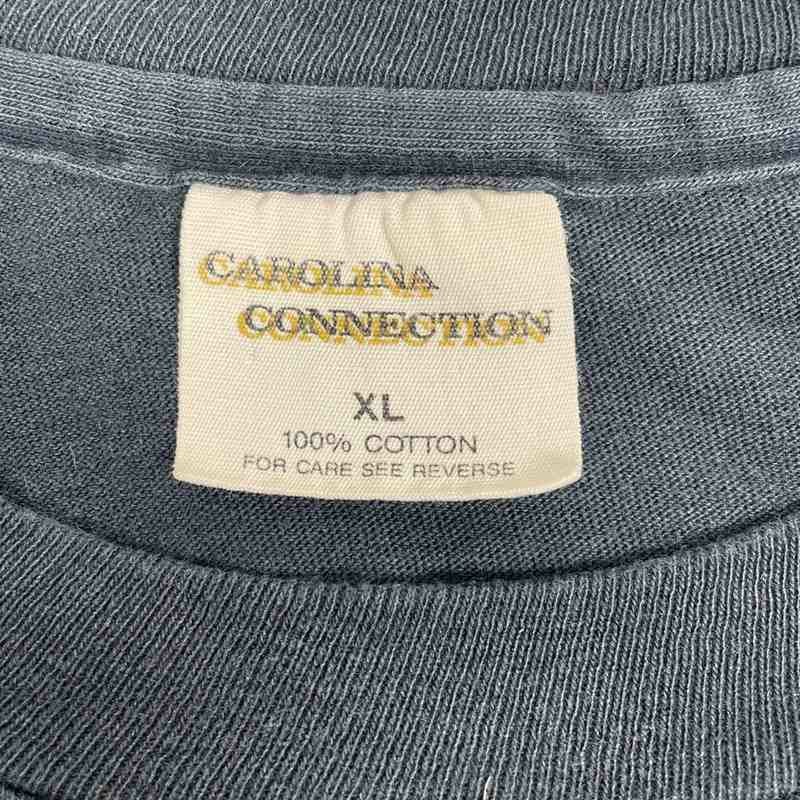 CAROLINA
CONNECTION
XL
100% COTTON
FOR CARE SEE REVERSE